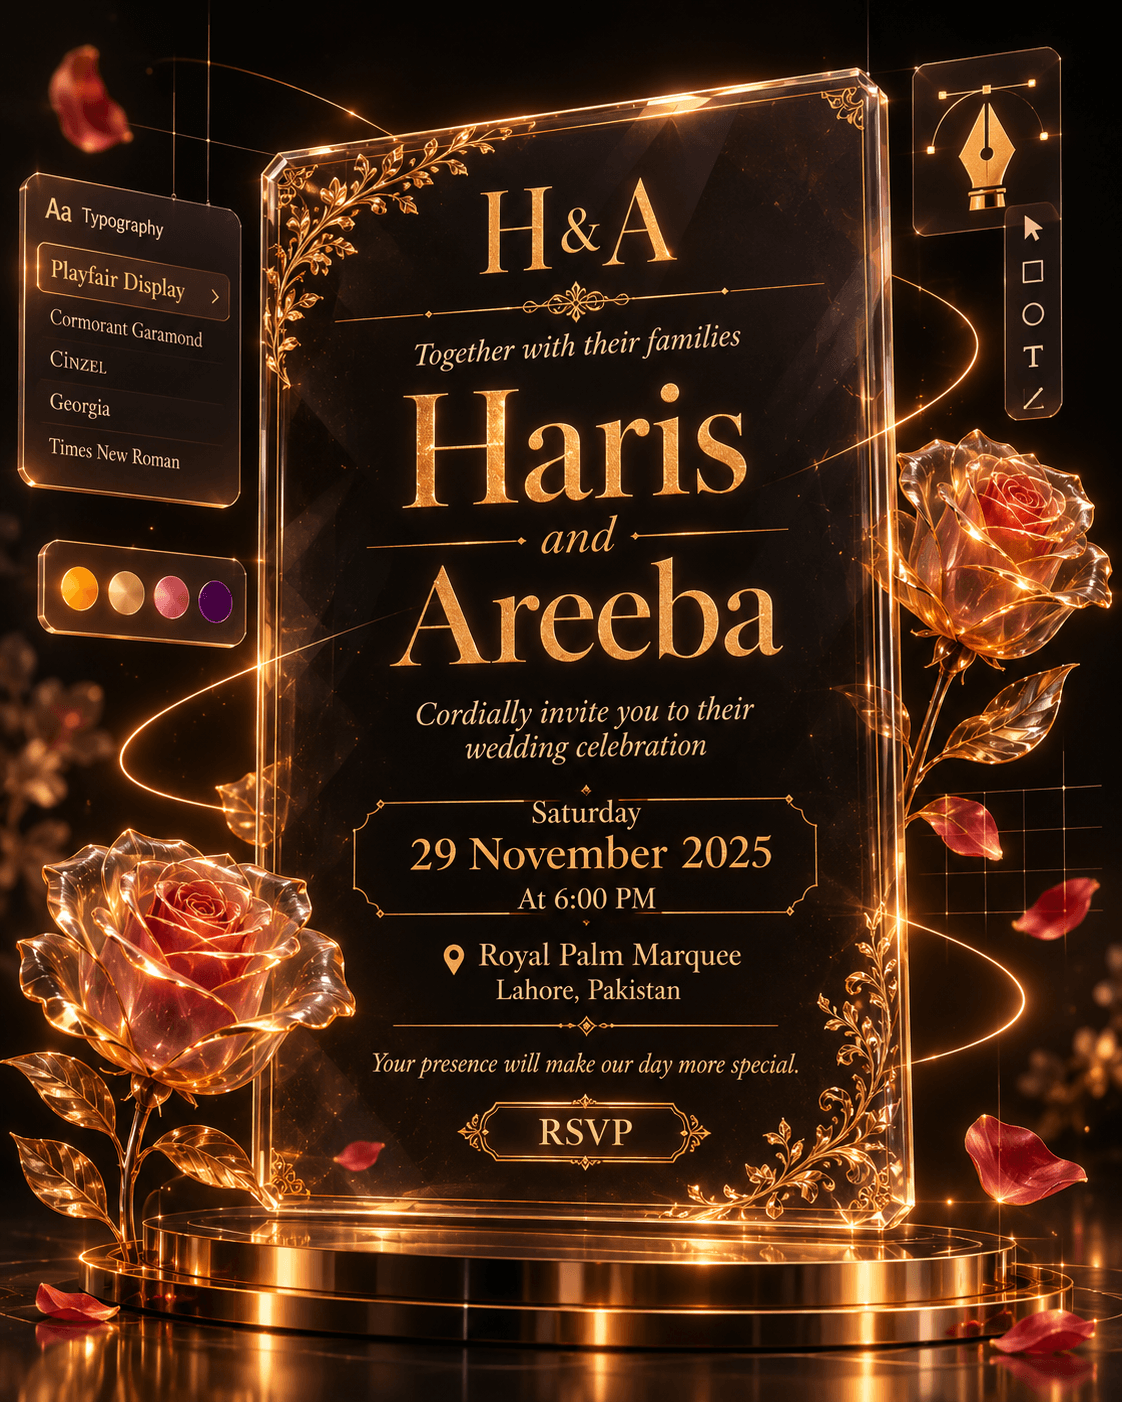 Aa Typography
Playfair Display
Cormorant Garamond
CINZEL
Georgia
Times New Roman
H & A
Together with their families
Haris
and
Areeba
Cordially invite you to their
wedding celebration
Saturday
29 November 2025
At 6:00 PM
Royal Palm Marquee
Lahore, Pakistan
Your presence will make our day more special.
RSVP
T